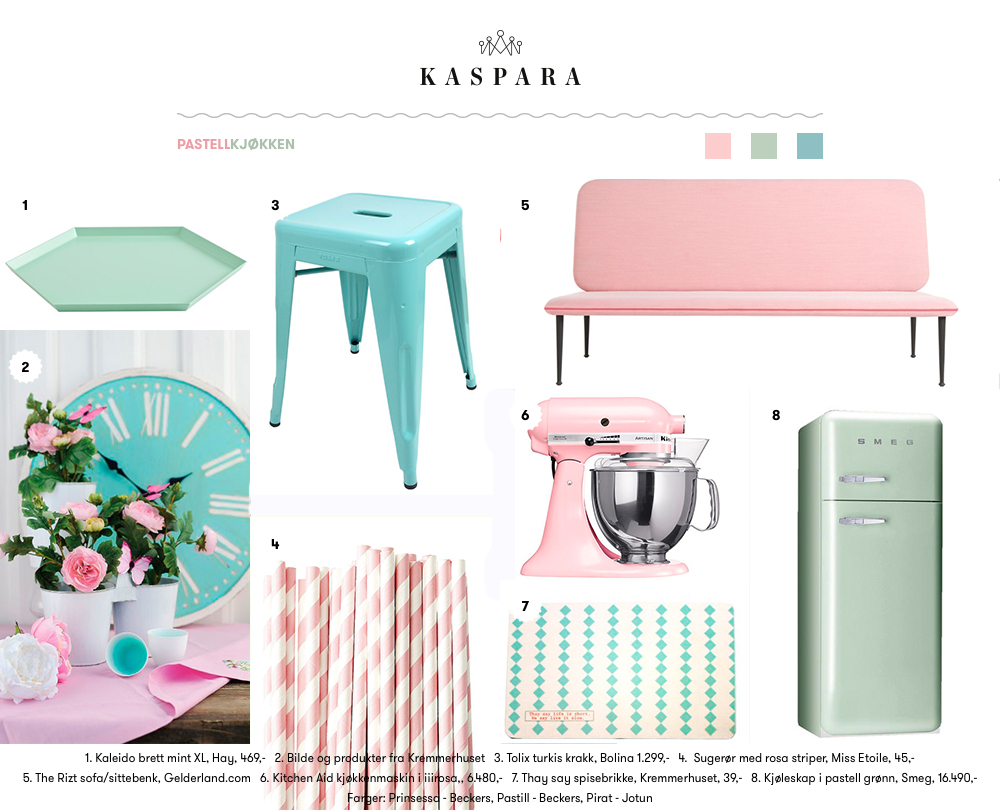 KASPARA
PASTELLKJØKKEN
1
3
5
2
6
ARTISAN
8
SMEG
4
7
They say life is short.
We say live it slow.
1. Kaleido brett mint XL, Hay, 469,- 2. Bilde og produkter fra Kremmerhuset 3. Tolix turkis krakk, Bolina 1.299,- 4. Sugerør med rosa striper, Miss Etoile, 45,-
5. The Rizt sofa/sittebenk, Gelderland.com 6. Kitchen Aid kjøkkenmaskin i iiirosa,, 6.480,- 7. Thay say spisebrikke, Kremmerhuset, 39,- 8. Kjøleskap i pastell grønn, Smeg, 16.490,-
Farger: Prinsessa - Beckers, Pastill - Beckers, Pirat - Jotun